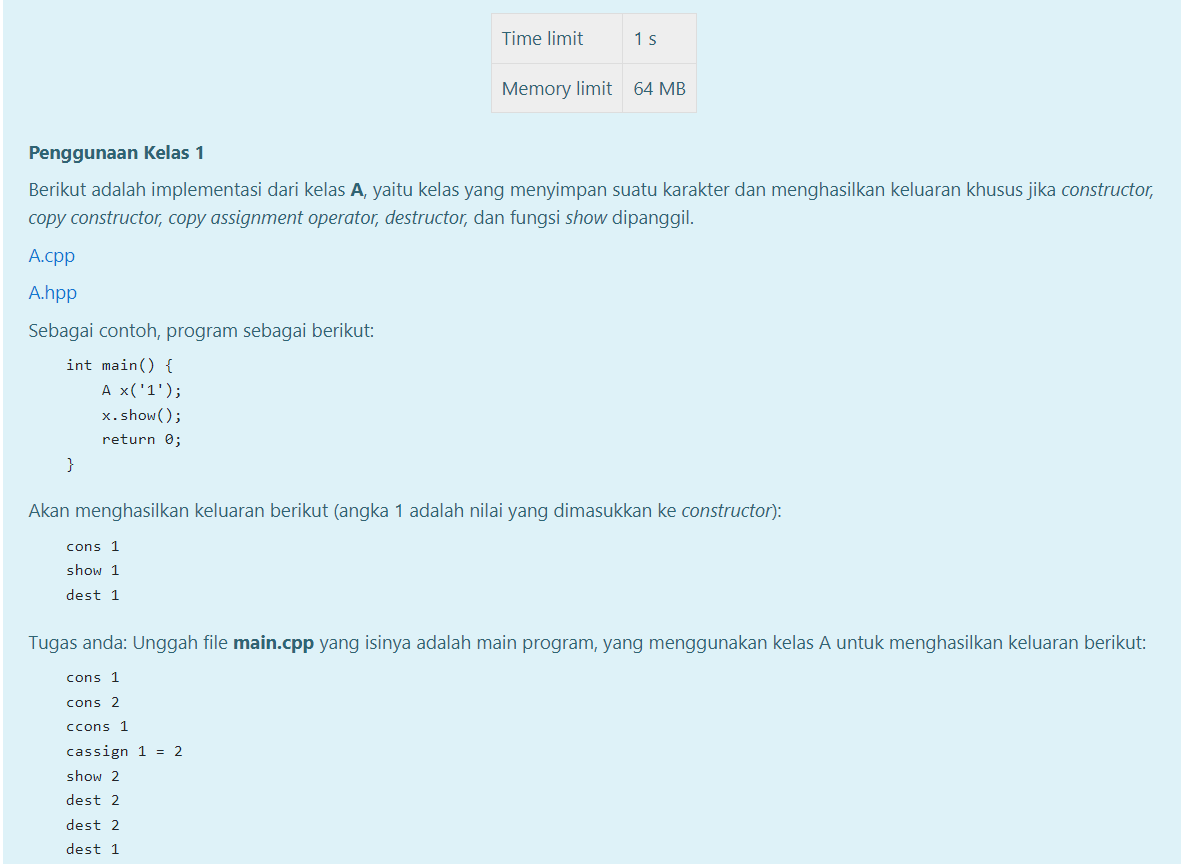 Time limit 1 s
Memory limit 64 MB
Penggunaan Kelas 1
Berikut adalah implementasi dari kelas A, yaitu kelas yang menyimpan suatu karakter dan menghasilkan keluaran khusus jika constructor,
copy constructor, copy assignment operator, destructor, dan fungsi show dipanggil.
A.cpp
A.hpp
Sebagai contoh, program sebagai berikut:
int main() {
    A x('1');
    x.show();
    return 0;
}
Akan menghasilkan keluaran berikut (angka 1 adalah nilai yang dimasukkan ke constructor):
cons 1
show 1
dest 1
Tugas anda: Unggah file main.cpp yang isinya adalah main program, yang menggunakan kelas A untuk menghasilkan keluaran berikut:
cons 1
cons 2
ccons 1
cassign 1 = 2
show 2
dest 2
dest 2
dest 1